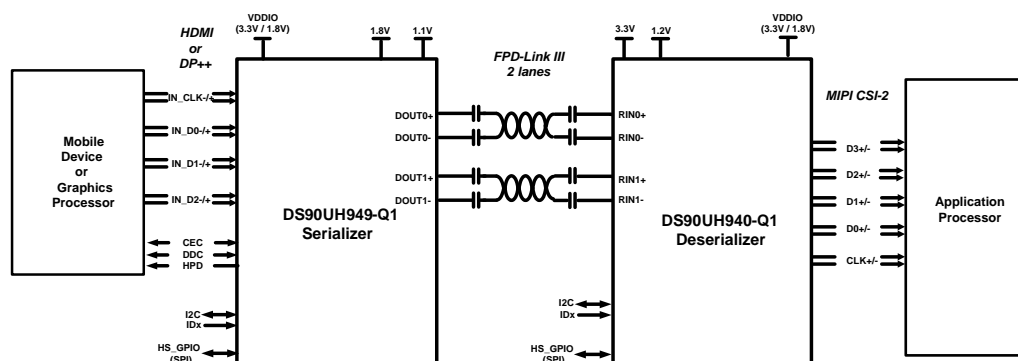 HDMI
or
DP++
VDDIO
(3.3V / 1.8V)
1.8V
1.1V
FPD-Link III
2 lanes
3.3V
1.2V
VDDIO
(3.3V / 1.8V)
MIPI CSI-2
Mobile
Device
or
Graphics
Processor
IN_CLK-/+
IN_D0-/+
IN_D1-/+
IN_D2-/+
CEC
DDC
HPD
I2C
IDx
HS_GPIO
(SPI)
DOUT0+
DOUT0-
DOUT1+
DOUT1-
DS90UH949-Q1
Serializer
RIN0+
RIN0-
RIN1+
RIN1-
DS90UH940-Q1
Deserializer
I2C
IDx
HS_GPIO
(SPI)
D3+/-
D2+/-
D1+/-
D0+/-
CLK+/-
Application
Processor